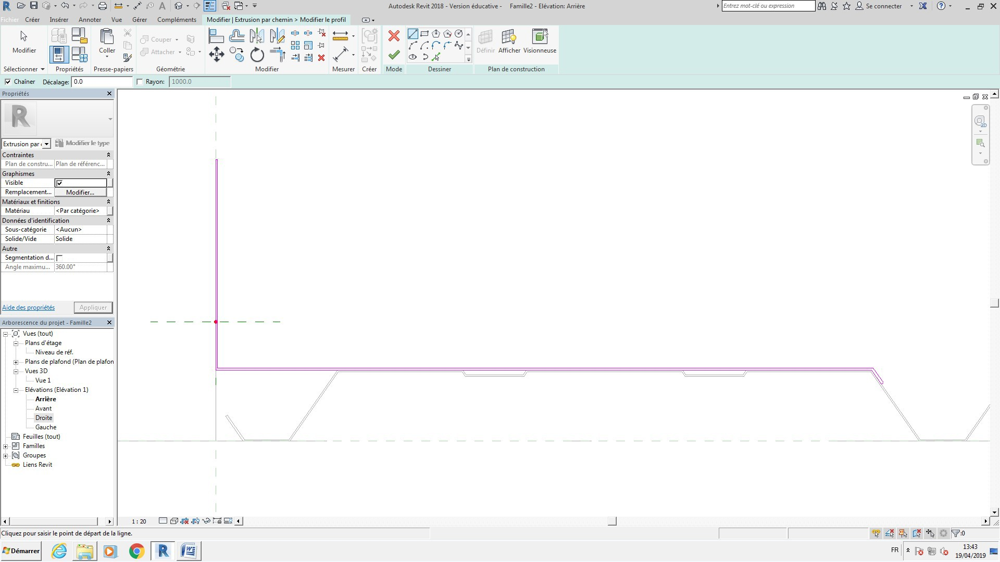 Autodesk Revit 2018 - Version éducative - Famille2 - Elévation: Arrière
Entrez mot-clé ou expression
Se connecter
Fichier Créer Insérer Annoter Vue Gérer Compléments Modifier | Extrusion par chemin > Modifier le profil
Modifier
Coller
Couper
Attacher
Définir Afficher Visionneuse
Sélectionner Propriétés Presse-papiers Géométrie Modifier Mesurer Créer Mode Dessiner Plan de construction
Chaîner Décalage: 0.0 Rayon: 1000.0
Propriétés
R
Extrusion par Modifier le type
Contraintes
Plan de constru... Plan de référenc...
Graphismes
Visible
Remplacement... Modifier...
Matériaux et finitions
Matériau <Par catégorie>
Données d'identification
Sous-catégorie <Aucun>
Solide/Vide Solide
Autre
Segmentation d...
Angle maximu... 360.00°
Aide des propriétés Appliquer
Arborescence du projet - Famille2
Vues (tout)
Plans d'étage
Niveau de réf.
Plans de plafond (Plan de plafon
Vues 3D
Vue 1
Elévations (Elévation 1)
Arrière
Avant
Droite
Gauche
Feuilles (tout)
Familles
Groupes
Liens Revit
2D
1 : 20
Cliquez pour saisir le point de départ de la ligne.
:0
Démarrer
FR
13:43
19/04/2019